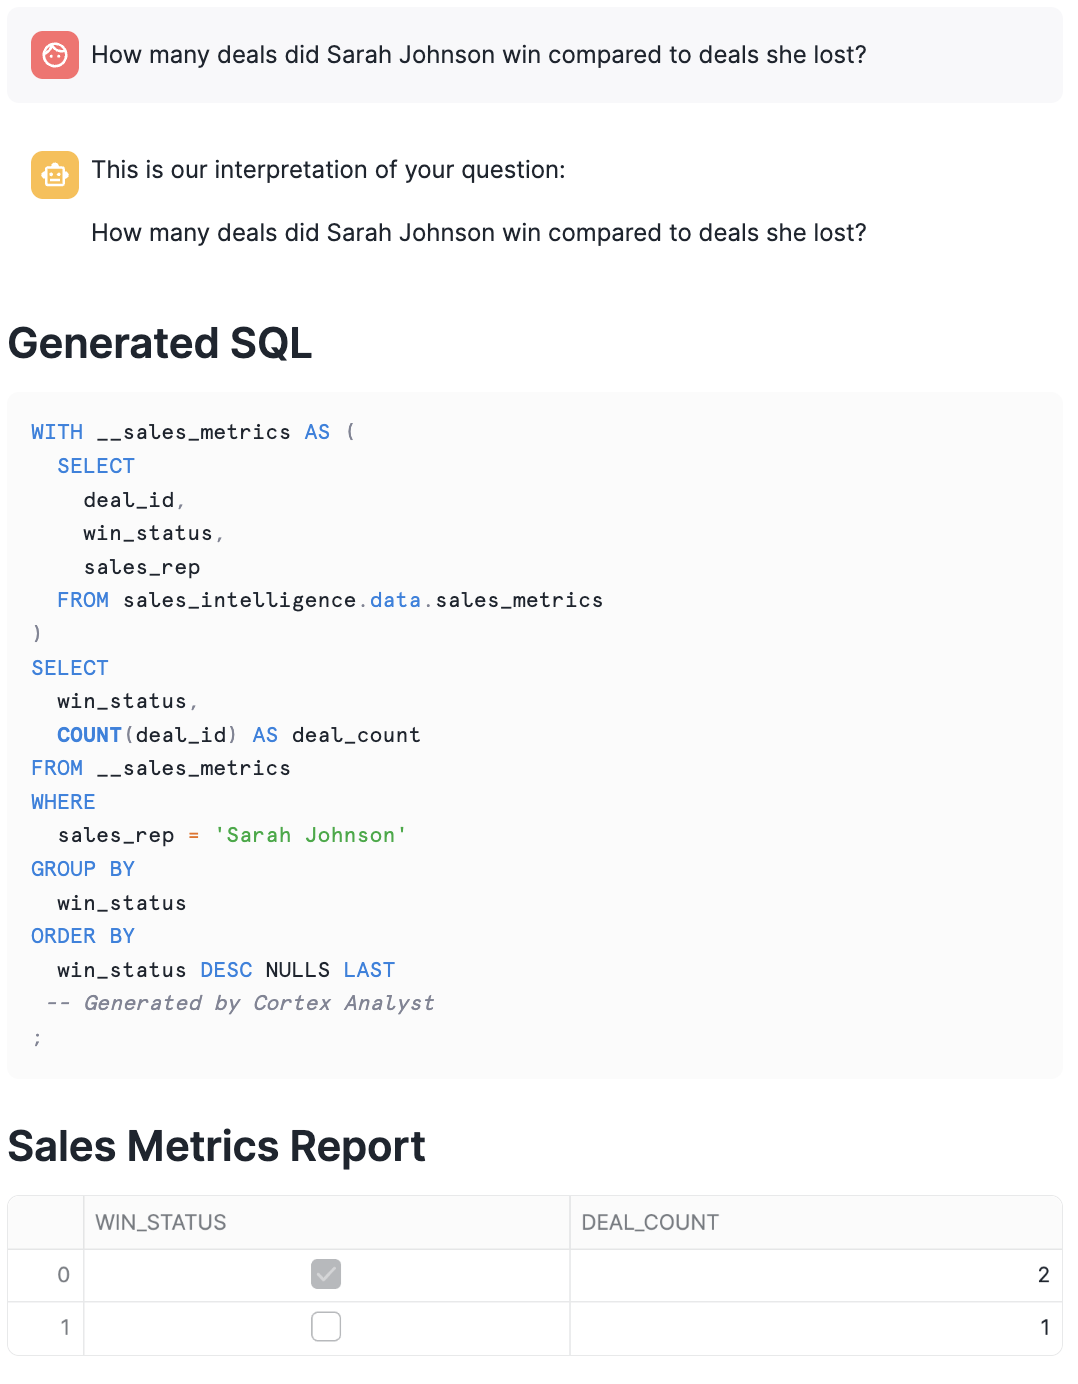 How many deals did Sarah Johnson win compared to deals she lost?
This is our interpretation of your question:
How many deals did Sarah Johnson win compared to deals she lost?
Generated SQL
WITH __sales_metrics AS (
  SELECT
    deal_id,
    win_status,
    sales_rep
  FROM sales_intelligence.data.sales_metrics
)
SELECT
  win_status,
  COUNT(deal_id) AS deal_count
FROM __sales_metrics
WHERE
  sales_rep = 'Sarah Johnson'
GROUP BY
  win_status
ORDER BY
  win_status DESC NULLS LAST
 -- Generated by Cortex Analyst
;
Sales Metrics Report
WIN_STATUS DEAL_COUNT
0 2
1 1